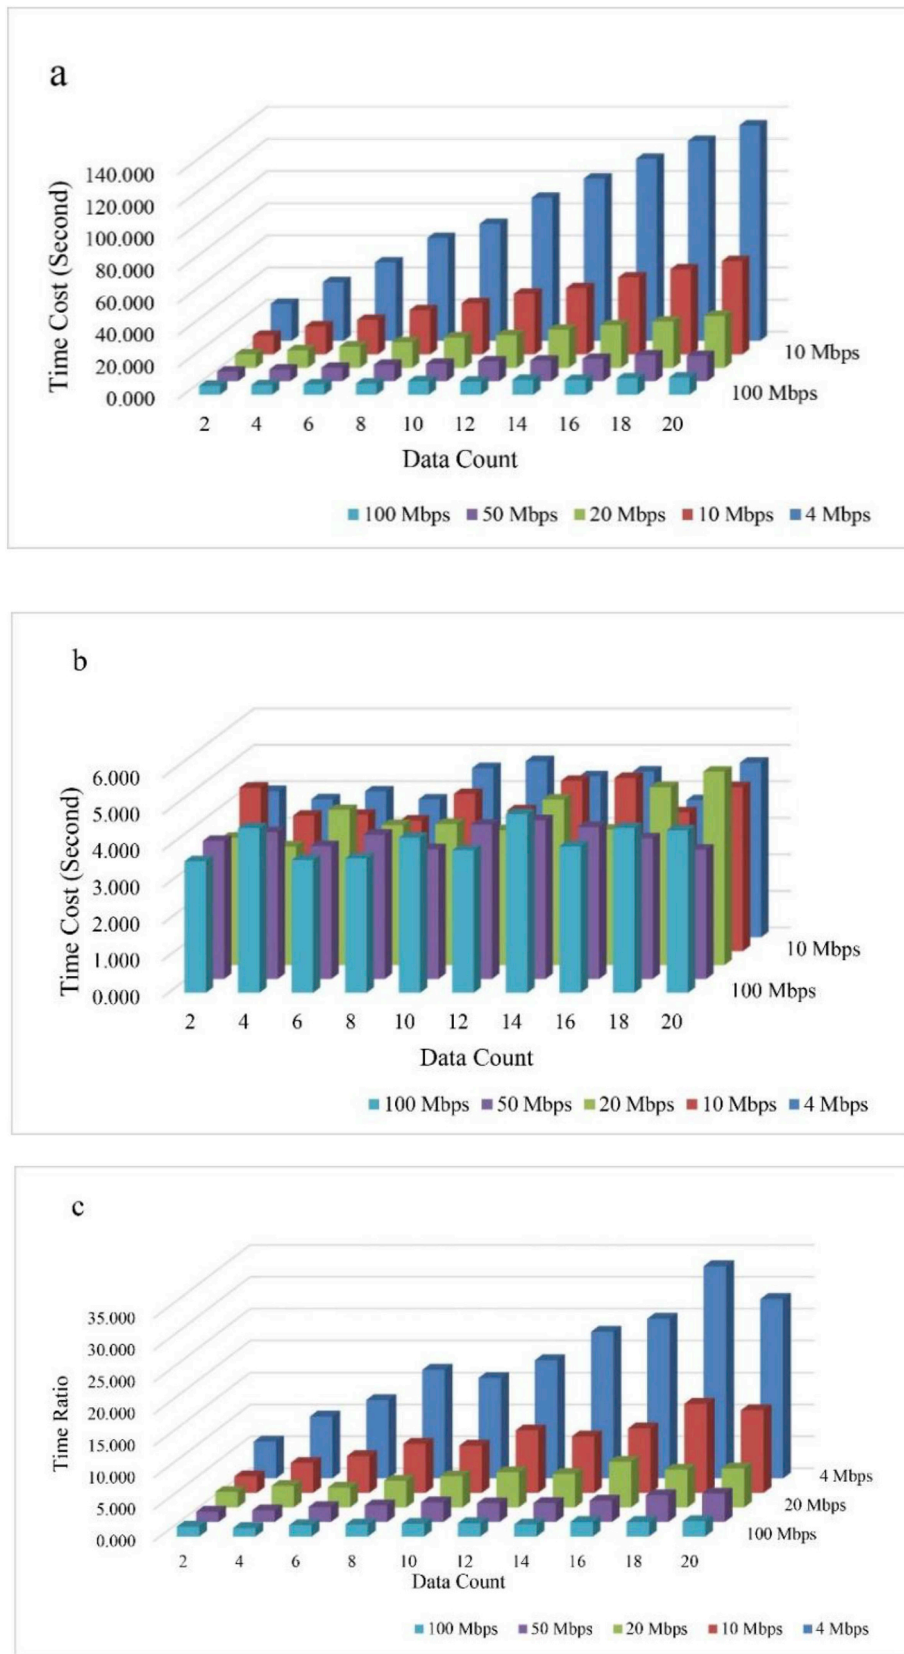 a
Time Cost (Second)
140.000
120.000
100.000
80.000
60.000
40.000
20.000
0.000
10 Mbps
100 Mbps
2 4 6 8 10 12 14 16 18 20
Data Count
100 Mbps 50 Mbps 20 Mbps 10 Mbps 4 Mbps
b
Time Cost (Second)
6.000
5.000
4.000
3.000
2.000
1.000
0.000
10 Mbps
100 Mbps
2 4 6 8 10 12 14 16 18 20
Data Count
100 Mbps 50 Mbps 20 Mbps 10 Mbps 4 Mbps
c
Time Ratio
35.000
30.000
25.000
20.000
15.000
10.000
5.000
0.000
4 Mbps
20 Mbps
100 Mbps
2 4 6 8 10 12 14 16 18 20
Data Count
100 Mbps 50 Mbps 20 Mbps 10 Mbps 4 Mbps